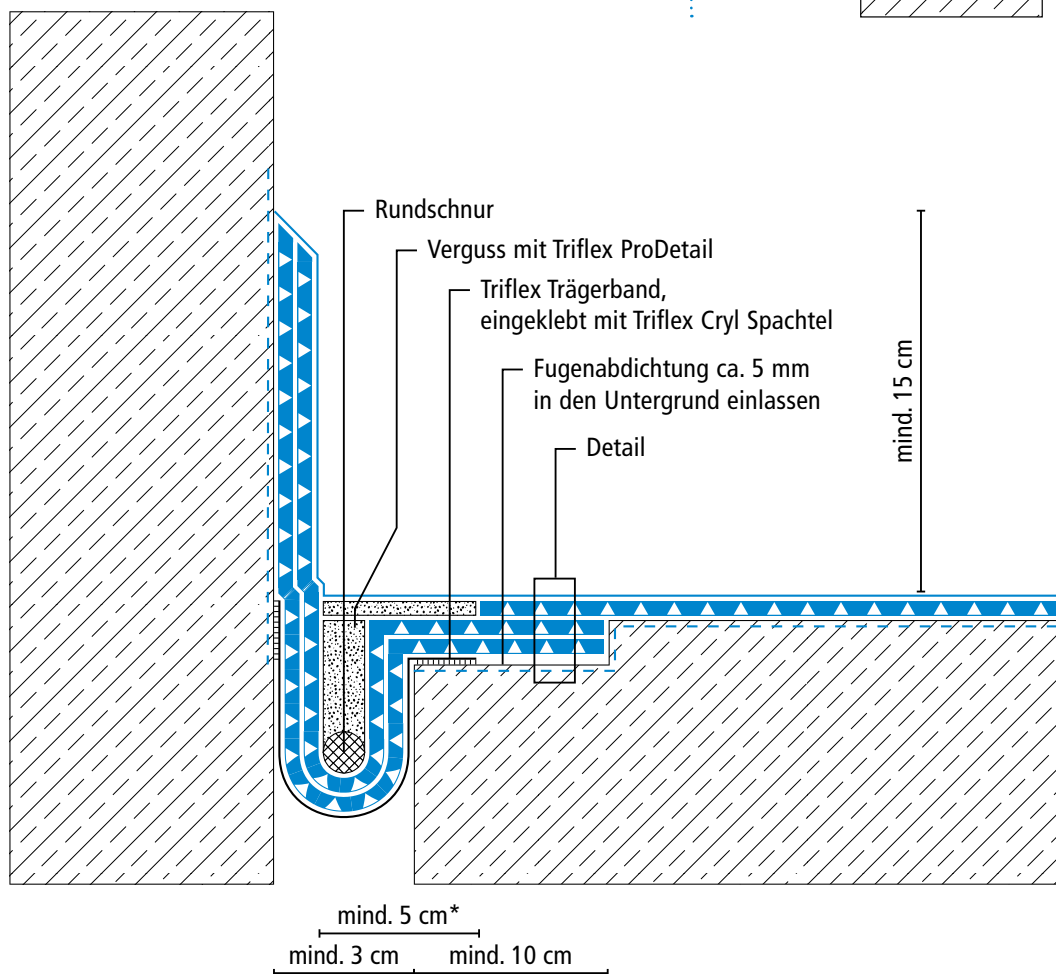 Rundschnur
Verguss mit Triflex ProDetail
Triflex Trägerband,
eingeklebt mit Triflex Cryl Spachtel
Fugenabdichtung ca. 5 mm
in den Untergrund einlassen
Detail
mind. 15 cm
mind. 5 cm*
mind. 3 cm
mind. 10 cm